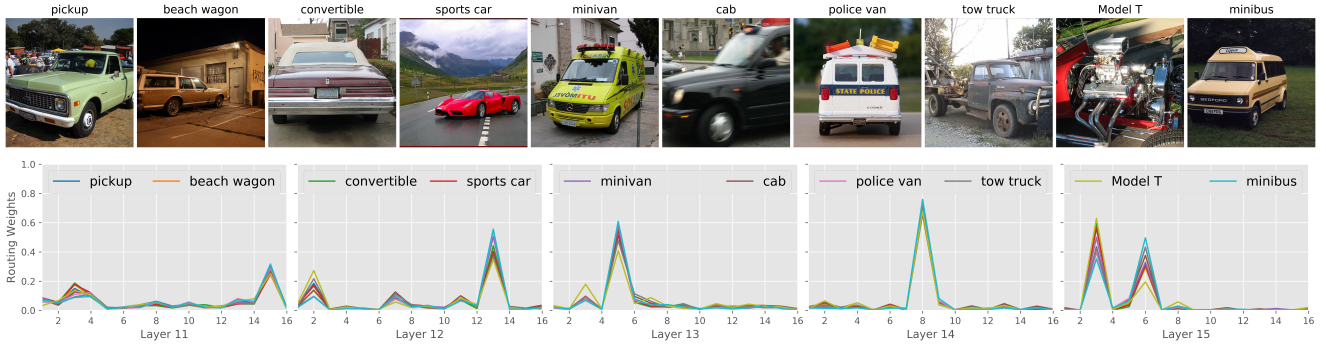 pickup beach wagon convertible sports car minivan cab police van tow truck Model T minibus
STATE POLICE
BEDFORD
1.0
0.8
0.6
0.4
0.2
0.0
Routing Weights
pickup beach wagon convertible sports car minivan cab police van tow truck Model T minibus
2 4 6 8 10 12 14 16 2 4 6 8 10 12 14 16 2 4 6 8 10 12 14 16 2 4 6 8 10 12 14 16 2 4 6 8 10 12 14 16
Layer 11 Layer 12 Layer 13 Layer 14 Layer 15